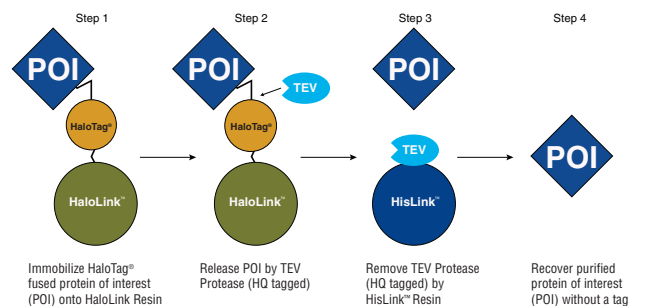 Step 1
Step 2
Step 3
Step 4
POI
POI
POI
TEV
HaloTag®
HaloTag®
TEV
POI
HaloLink™
HaloLink™
HisLink™
Immobilize HaloTag®
fused protein of interest
(POI) onto HaloLink Resin
Release POI by TEV
Protease (HQ tagged)
Remove TEV Protease
(HQ tagged) by
HisLink™ Resin
Recover purified
protein of interest
(POI) without a tag